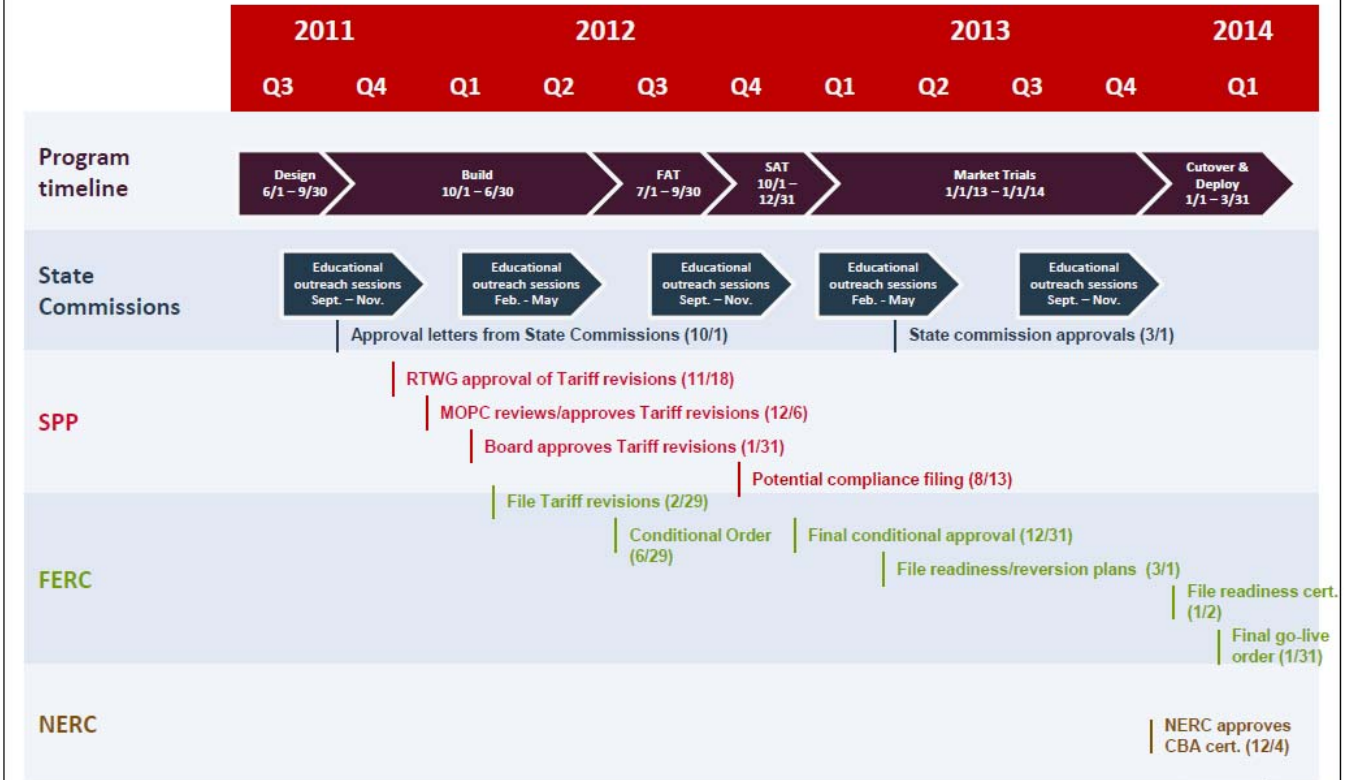 2011 2012 2013 2014
Q3 Q4 Q1 Q2 Q3 Q4 Q1 Q2 Q3 Q4 Q1
Program
timeline
Design
6/1 – 9/30
Build
10/1 – 6/30
FAT
7/1 – 9/30
SAT
10/1 –
12/31
Market Trials
1/1/13 – 1/1/14
Cutover &
Deploy
1/1 – 3/31
State
Commissions
Educational
outreach sessions
Sept. – Nov.
Educational
outreach sessions
Feb. - May
Educational
outreach sessions
Sept. – Nov.
Educational
outreach sessions
Feb. - May
Educational
outreach sessions
Sept. – Nov.
Approval letters from State Commissions (10/1)
State commission approvals (3/1)
SPP
RTWG approval of Tariff revisions (11/18)
MOPC reviews/approves Tariff revisions (12/6)
Board approves Tariff revisions (1/31)
Potential compliance filing (8/13)
FERC
File Tariff revisions (2/29)
Conditional Order
(6/29)
Final conditional approval (12/31)
File readiness/reversion plans (3/1)
File readiness cert.
(1/2)
Final go-live
order (1/31)
NERC
NERC approves
CBA cert. (12/4)